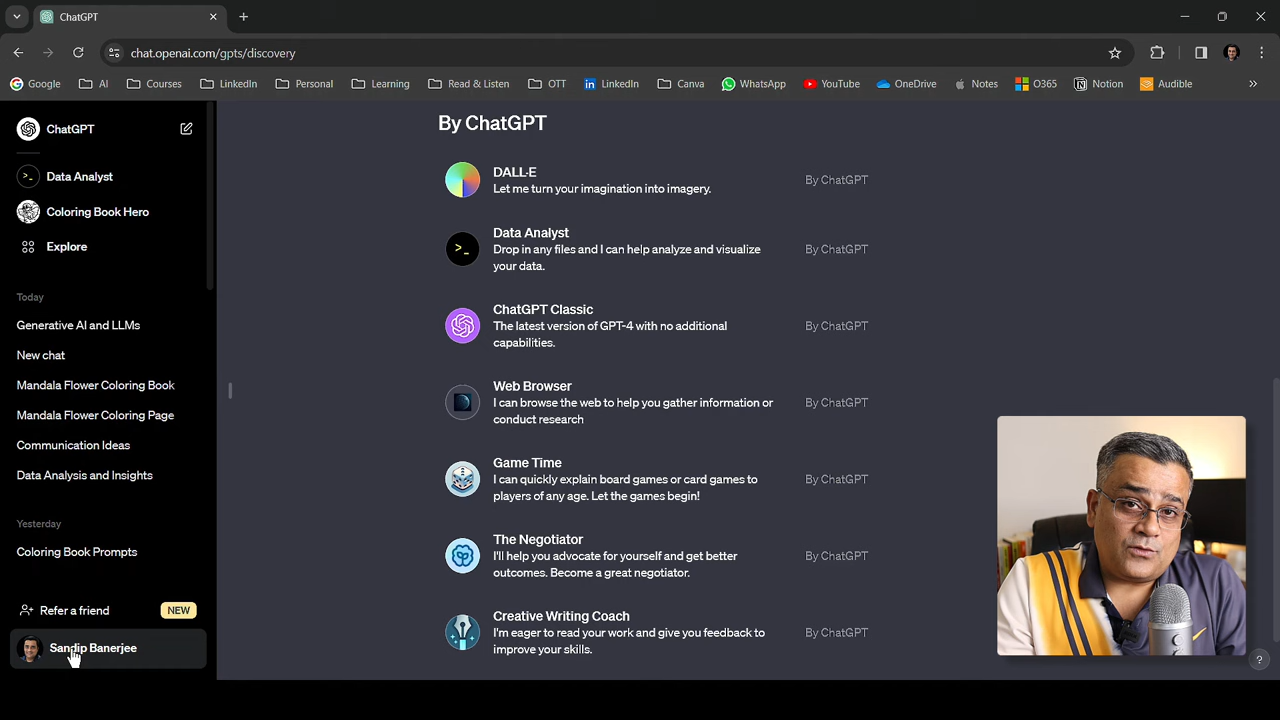 ChatGPT
chat.openai.com/gpts/discovery
Google
AI
Courses
LinkedIn
Personal
Learning
Read & Listen
OTT
LinkedIn
Canva
WhatsApp
YouTube
OneDrive
Notes
O365
Notion
Audible
ChatGPT
Data Analyst
Coloring Book Hero
Explore
Today
Generative AI and LLMs
New chat
Mandala Flower Coloring Book
Mandala Flower Coloring Page
Communication Ideas
Data Analysis and Insights
Yesterday
Coloring Book Prompts
Refer a friend
NEW
Sandip Banerjee
By ChatGPT
DALL·E
Let me turn your imagination into imagery.
By ChatGPT
Data Analyst
Drop in any files and I can help analyze and visualize
your data.
By ChatGPT
ChatGPT Classic
The latest version of GPT-4 with no additional
capabilities.
By ChatGPT
Web Browser
I can browse the web to help you gather information or
conduct research
By ChatGPT
Game Time
I can quickly explain board games or card games to
players of any age. Let the games begin!
By ChatGPT
The Negotiator
I'll help you advocate for yourself and get better
outcomes. Become a great negotiator.
By ChatGPT
Creative Writing Coach
I'm eager to read your work and give you feedback to
improve your skills.
By ChatGPT
?